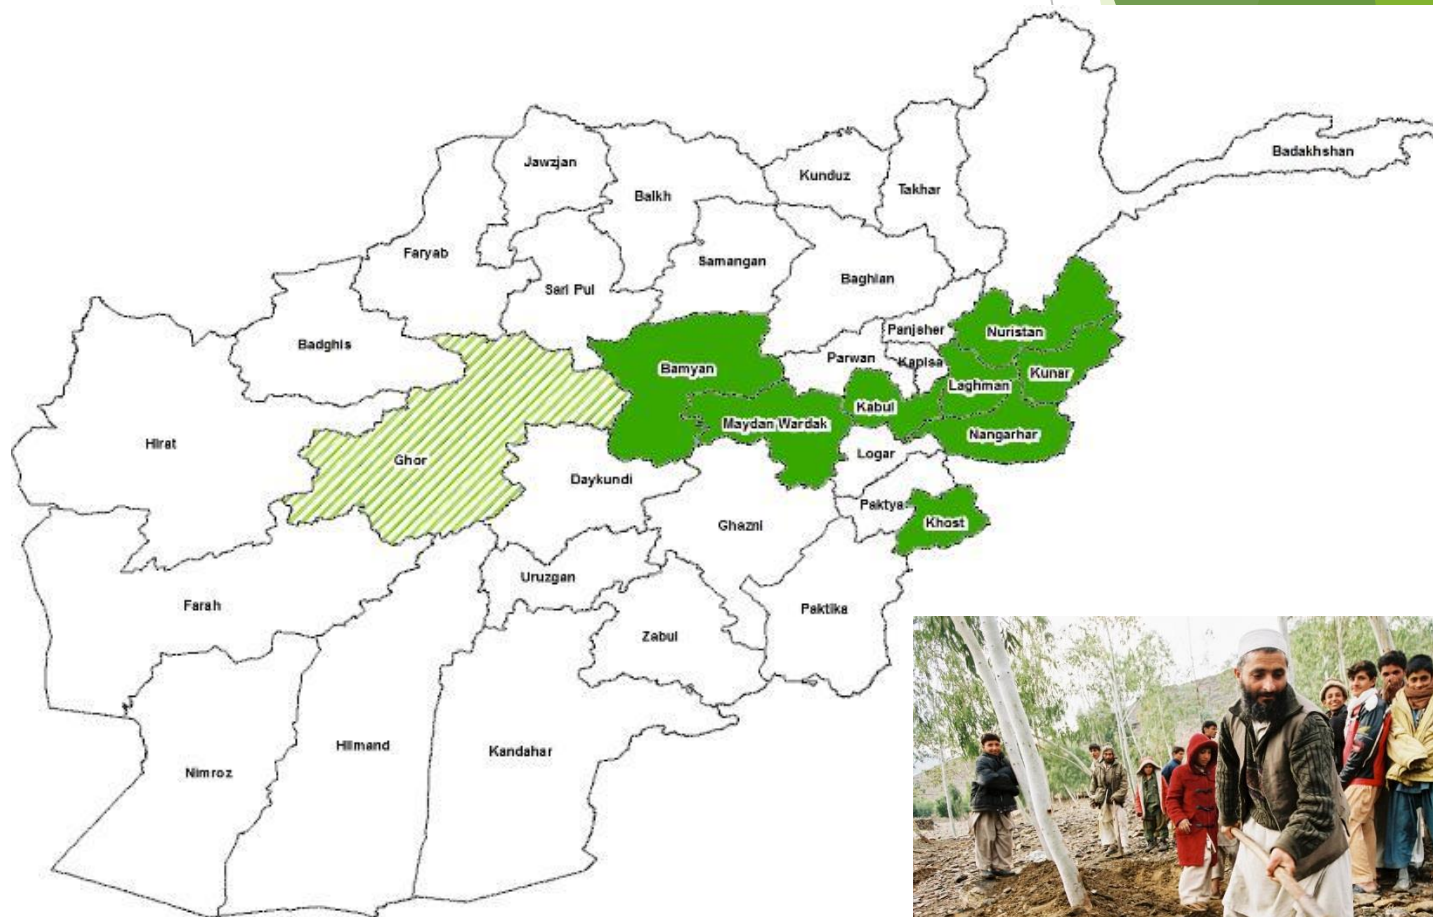 Badakhshan
Jawzjan
Kunduz
Takhar
Balkh
Faryab
Samangan
Baghlan
Sari Pul
Panjsher
Nuristan
Badghis
Parwan
Kapisa
Bamyan
Kunar
Laghman
Kabul
Maydan Wardak
Nangarhar
Hirat
Logar
Ghor
Daykundi
Paktya
Khost
Ghazni
Uruzgan
Farah
Paktika
Zabul
Hilmand
Kandahar
Nimroz